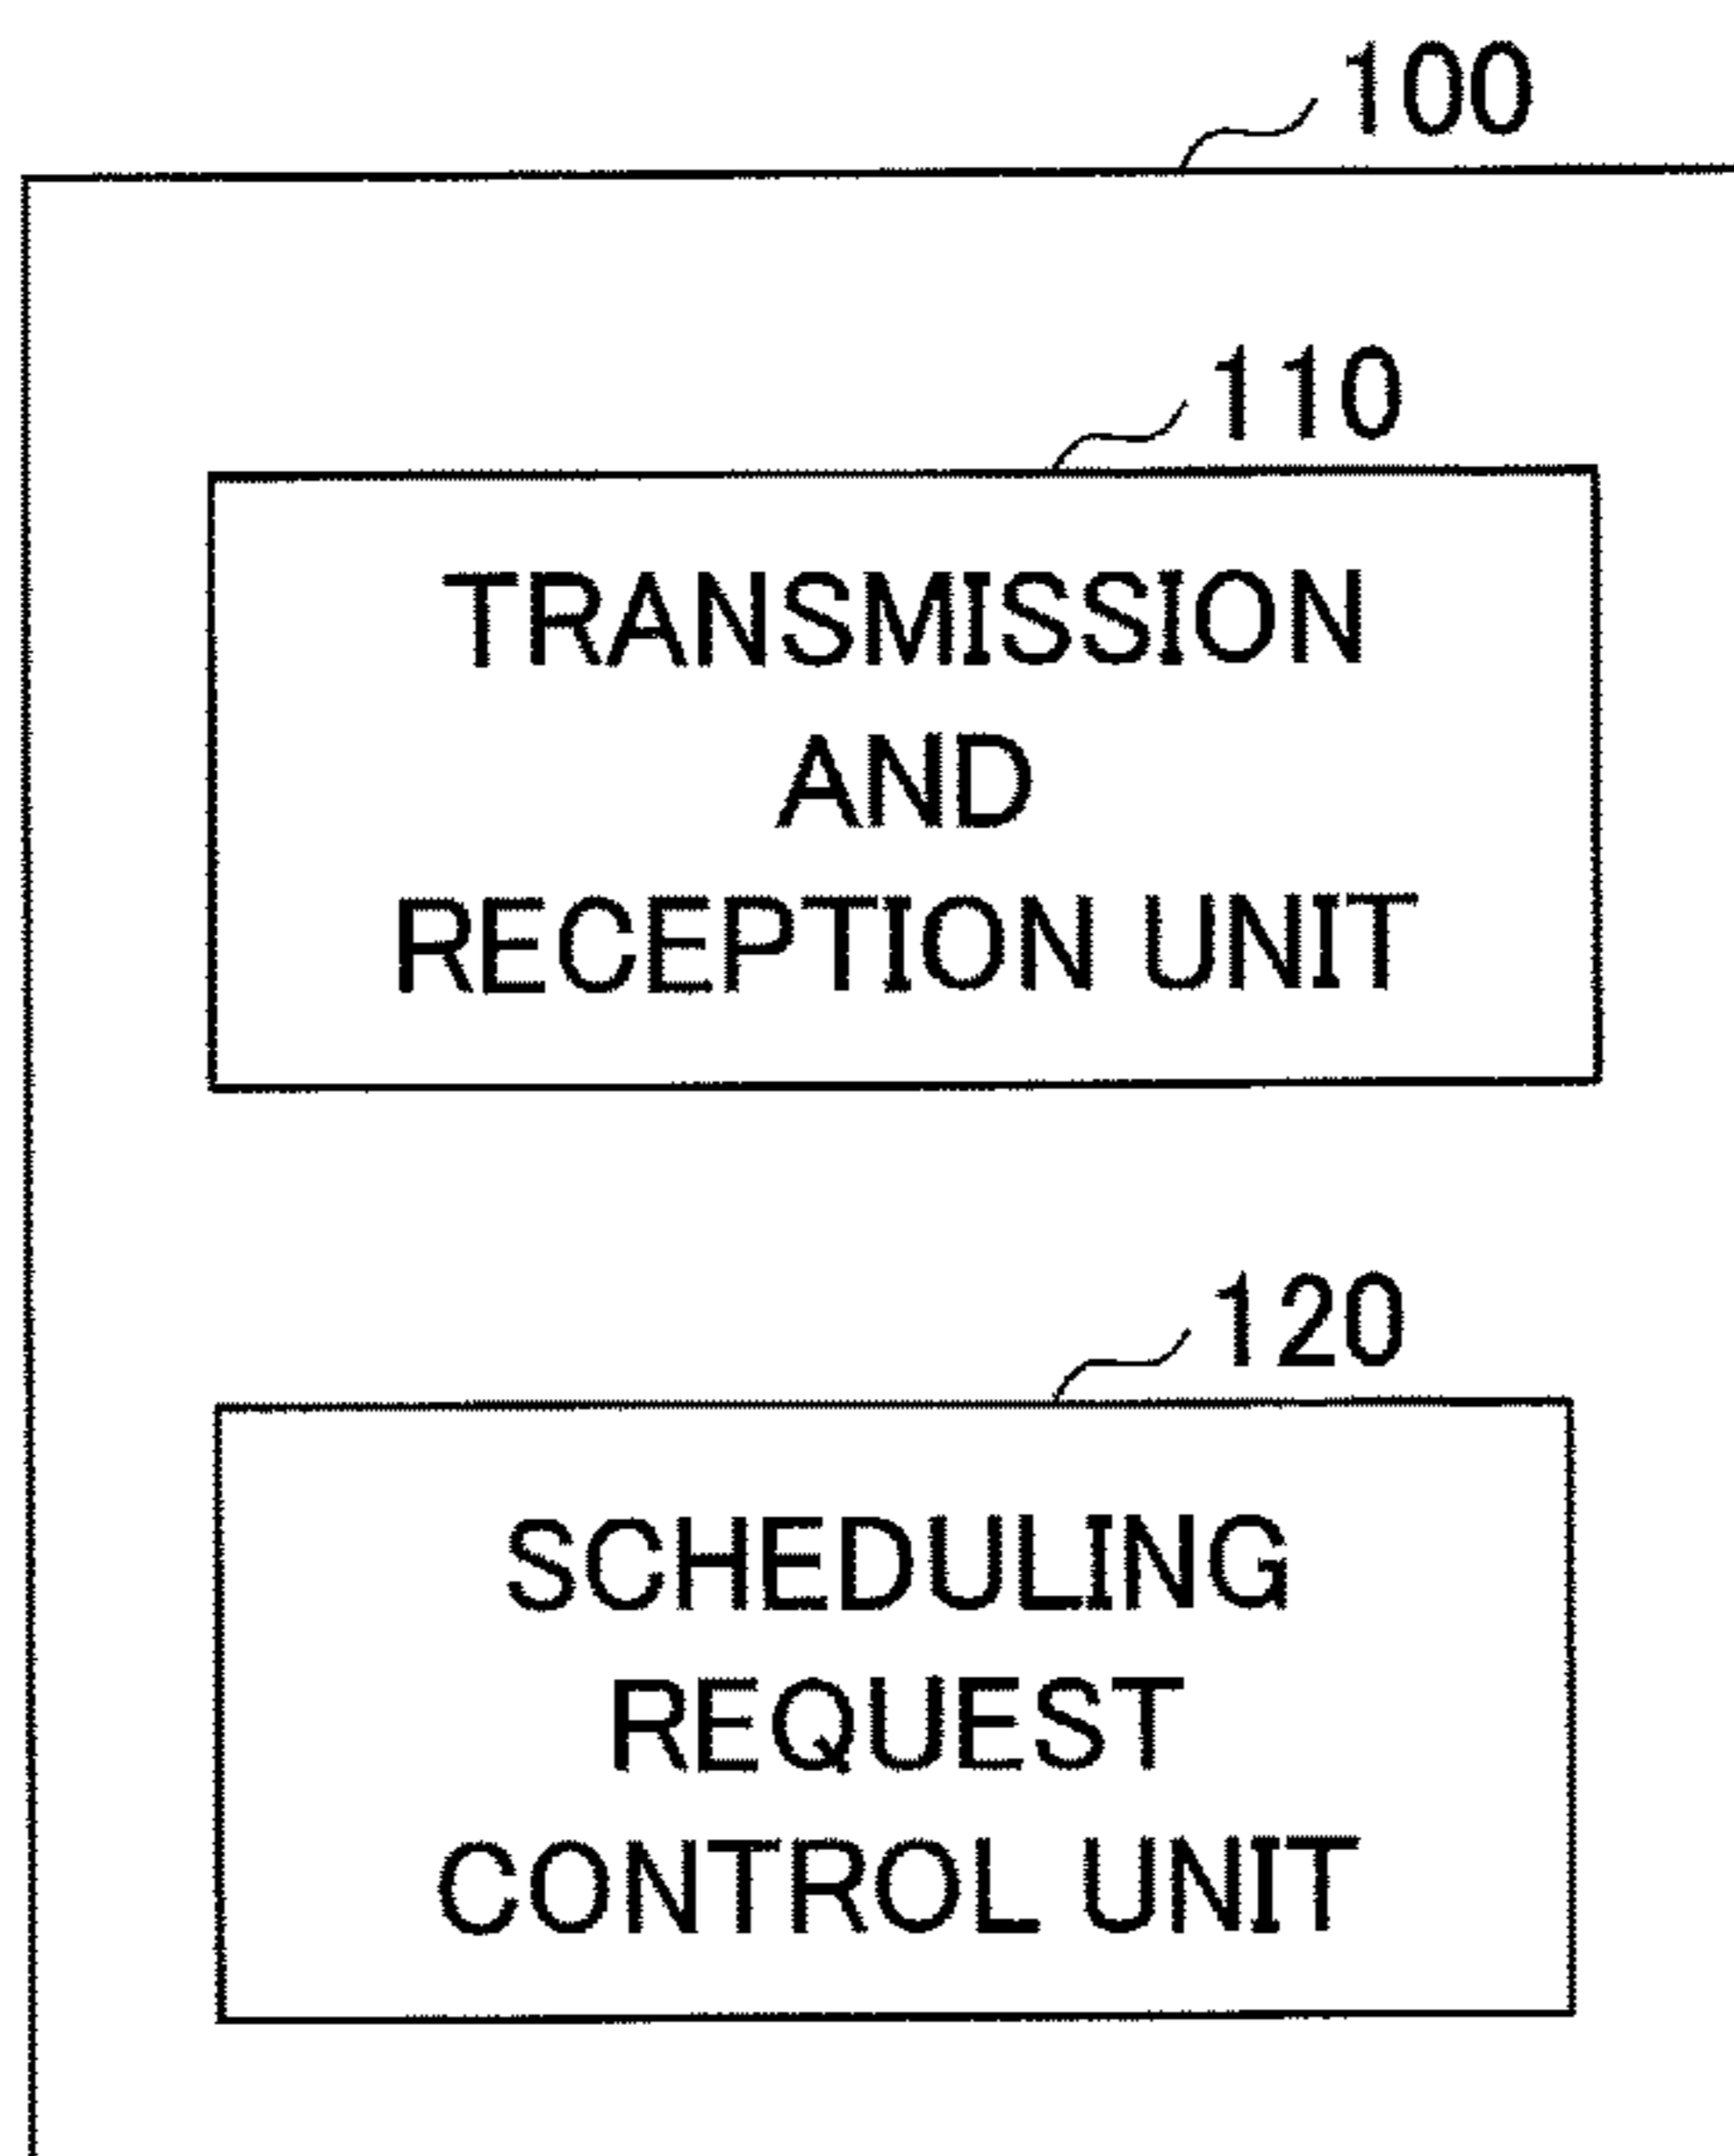 100
110
TRANSMISSION
AND
RECEPTION UNIT
120
SCHEDULING
REQUEST
CONTROL UNIT